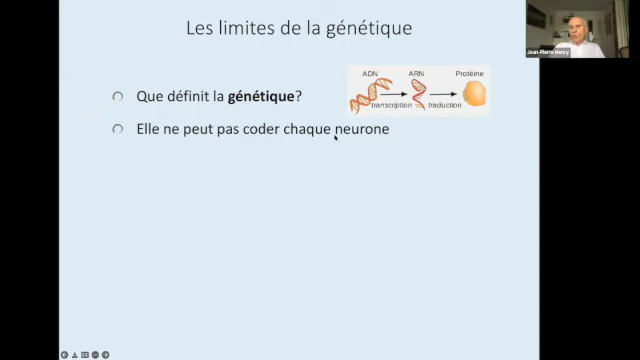 Les limites de la génétique
Jean-Pierre Henry
ADN ARN Protéine
transcription traduction
Que définit la génétique?
Elle ne peut pas coder chaque neurone